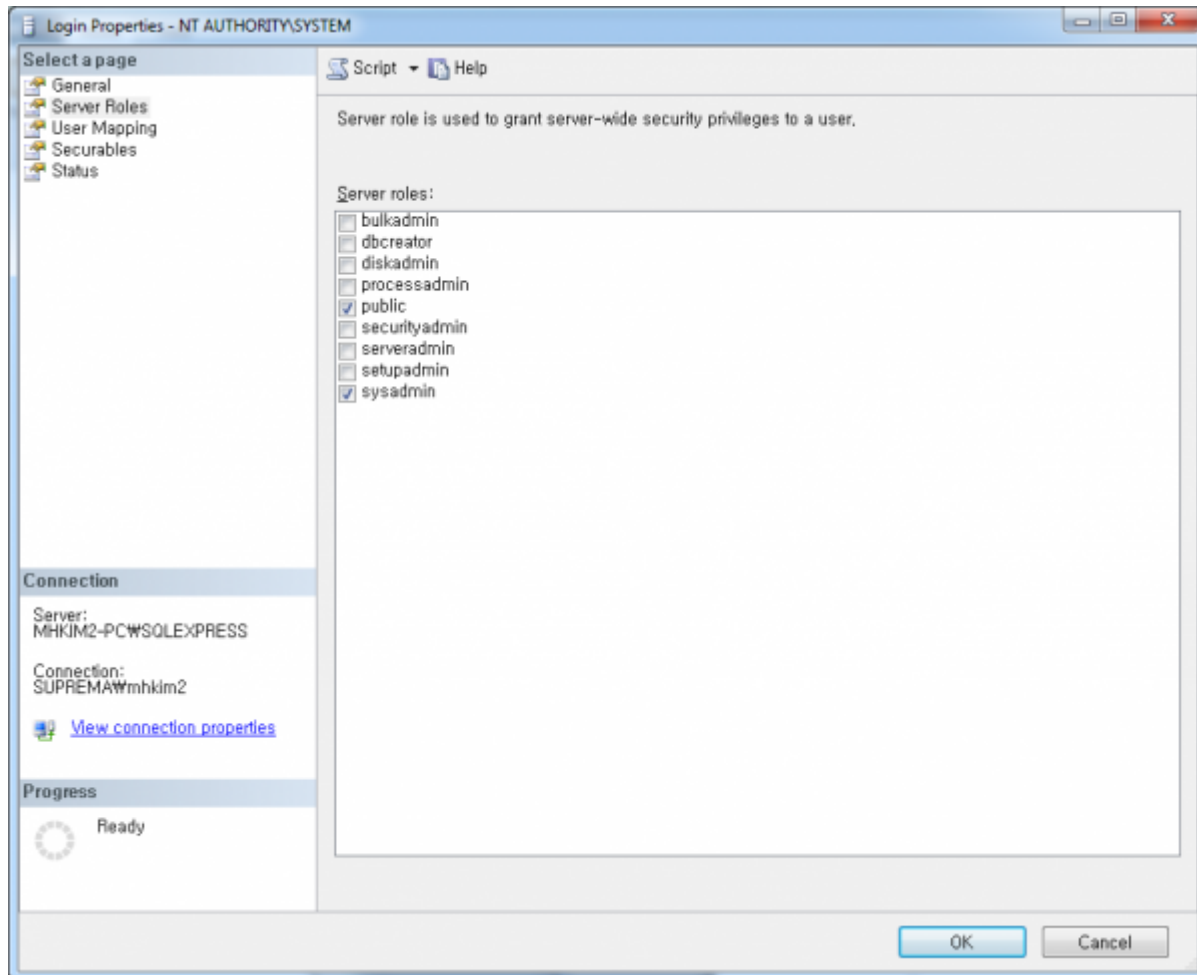 Login Properties - NT AUTHORITY\SYSTEM
Select a page
General
Server Roles
User Mapping
Securables
Status
Script
Help
Server role is used to grant server-wide security privileges to a user,
Server roles:
bulkadmin
dbcreator
diskadmin
processadmin
public
securityadmin
serveradmin
setupadmin
sysadmin
Connection
Server:
MHKIM2-PC₩SQLEXPRESS
Connection:
SUPREMA₩mhkim2
View connection properties
Progress
Ready
OK
Cancel